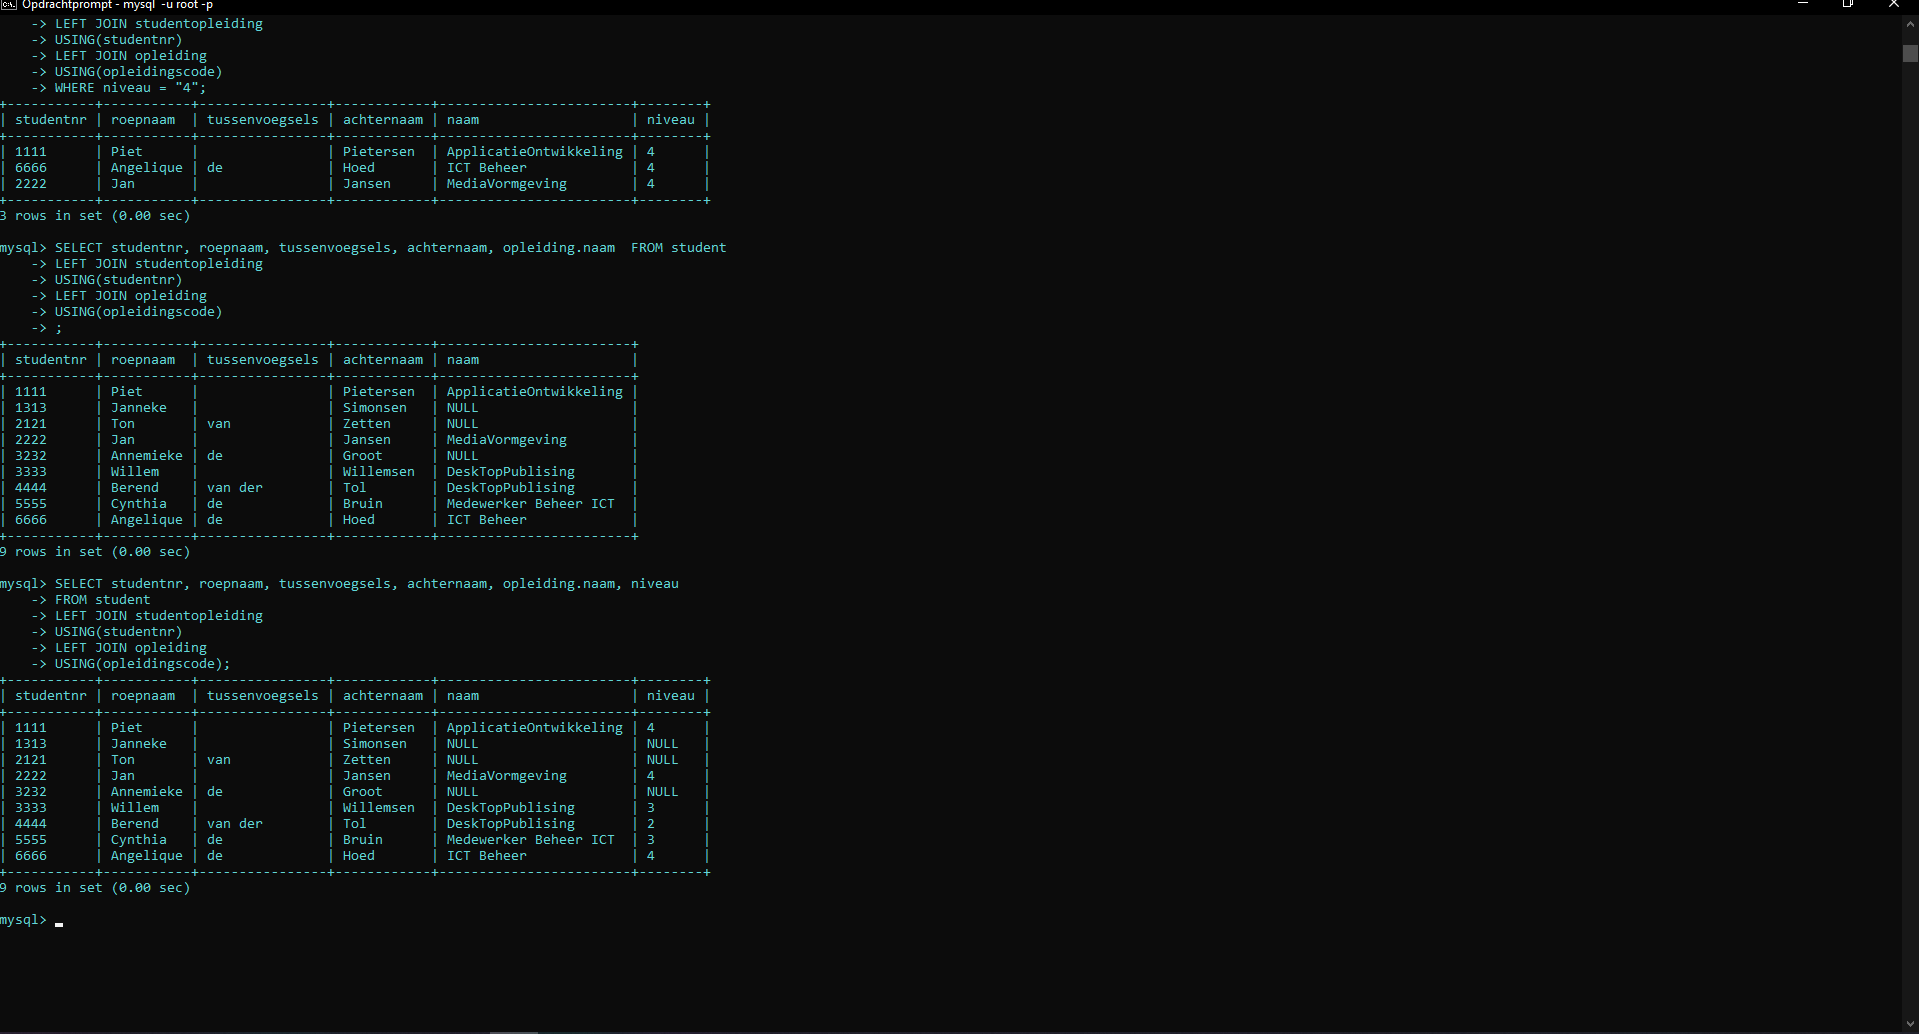 Opdrachtprompt - mysql -u root -p
-> LEFT JOIN studentopleiding
-> USING(studentnr)
-> LEFT JOIN opleiding
-> USING(opleidingscode)
-> WHERE niveau = "4";
+-----------+-----------+----------------+------------+------------------------+--------+
| studentnr | roepnaam  | tussenvoegsels | achternaam | naam                   | niveau |
+-----------+-----------+----------------+------------+------------------------+--------+
| 1111      | Piet      |                | Pietersen  | ApplicatieOntwikkeling | 4      |
| 6666      | Angelique | de             | Hoed       | ICT Beheer             | 4      |
| 2222      | Jan       |                | Jansen     | MediaVormgeving        | 4      |
+-----------+-----------+----------------+------------+------------------------+--------+
3 rows in set (0.00 sec)
mysql> SELECT studentnr, roepnaam, tussenvoegsels, achternaam, opleiding.naam  FROM student
-> LEFT JOIN studentopleiding
-> USING(studentnr)
-> LEFT JOIN opleiding
-> USING(opleidingscode)
-> ;
+-----------+-----------+----------------+------------+------------------------+
| studentnr | roepnaam  | tussenvoegsels | achternaam | naam                   |
+-----------+-----------+----------------+------------+------------------------+
| 1111      | Piet      |                | Pietersen  | ApplicatieOntwikkeling |
| 1313      | Janneke   |                | Simonsen   | NULL                   |
| 2121      | Ton       | van            | Zetten     | NULL                   |
| 2222      | Jan       |                | Jansen     | MediaVormgeving        |
| 3232      | Annemieke | de             | Groot      | NULL                   |
| 3333      | Willem    |                | Willemsen  | DeskTopPublising       |
| 4444      | Berend    | van der        | Tol        | DeskTopPublising       |
| 5555      | Cynthia   | de             | Bruin      | Medewerker Beheer ICT  |
| 6666      | Angelique | de             | Hoed       | ICT Beheer             |
+-----------+-----------+----------------+------------+------------------------+
9 rows in set (0.00 sec)
mysql> SELECT studentnr, roepnaam, tussenvoegsels, achternaam, opleiding.naam, niveau
-> FROM student
-> LEFT JOIN studentopleiding
-> USING(studentnr)
-> LEFT JOIN opleiding
-> USING(opleidingscode);
+-----------+-----------+----------------+------------+------------------------+--------+
| studentnr | roepnaam  | tussenvoegsels | achternaam | naam                   | niveau |
+-----------+-----------+----------------+------------+------------------------+--------+
| 1111      | Piet      |                | Pietersen  | ApplicatieOntwikkeling | 4      |
| 1313      | Janneke   |                | Simonsen   | NULL                   | NULL   |
| 2121      | Ton       | van            | Zetten     | NULL                   | NULL   |
| 2222      | Jan       |                | Jansen     | MediaVormgeving        | 4      |
| 3232      | Annemieke | de             | Groot      | NULL                   | NULL   |
| 3333      | Willem    |                | Willemsen  | DeskTopPublising       | 3      |
| 4444      | Berend    | van der        | Tol        | DeskTopPublising       | 2      |
| 5555      | Cynthia   | de             | Bruin      | Medewerker Beheer ICT  | 3      |
| 6666      | Angelique | de             | Hoed       | ICT Beheer             | 4      |
+-----------+-----------+----------------+------------+------------------------+--------+
9 rows in set (0.00 sec)
mysql>